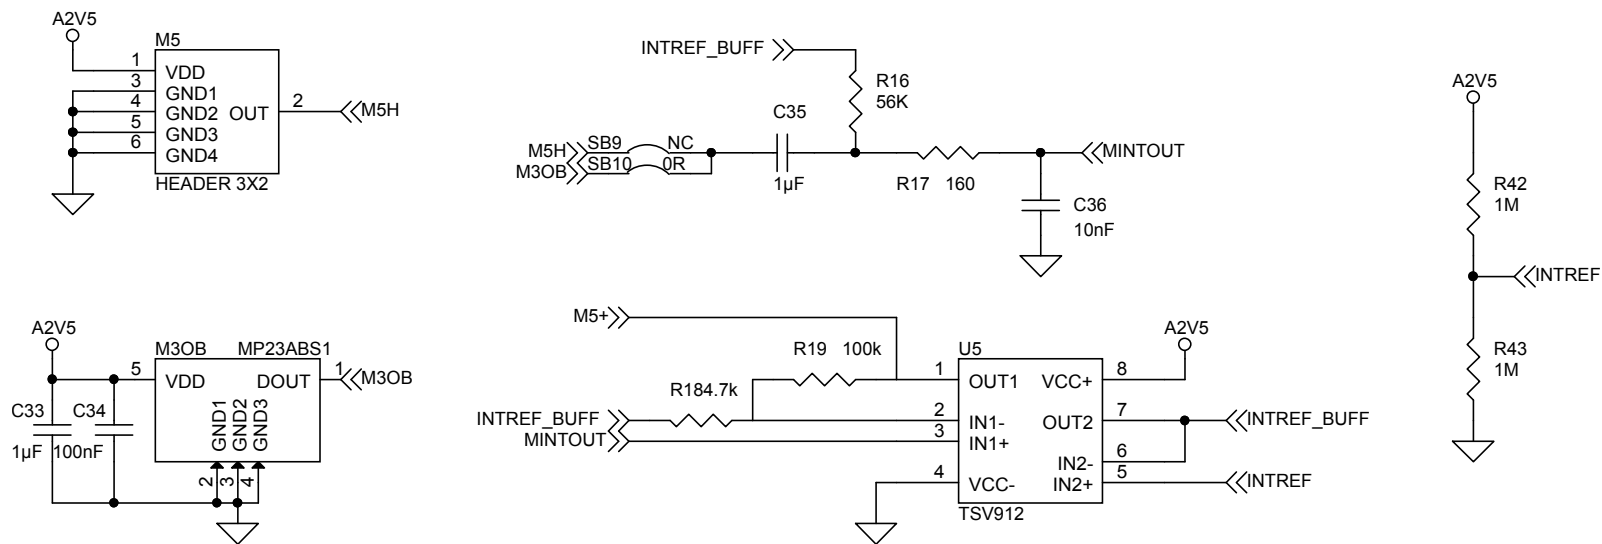 A2V5
M5
1 VDD
3 GND1
4 GND2 OUT 2 M5H
5 GND3
6 GND4
HEADER 3X2
INTREF_BUFF
R16
56K
C35
M5H SB9 NC
M3OB SB10 0R
1µF
R17 160
MINTOUT
C36
10nF
A2V5
R42
1M
INTREF
R43
1M
A2V5
M3OB MP23ABS1
5 VDD DOUT 1 M3OB
C33 C34
1µF 100nF
GND1
GND2
GND3
2
3
4
M5+
R19 100k
R184.7k
INTREF_BUFF
MINTOUT
U5
A2V5
1 OUT1 VCC+ 8
2 IN1- OUT2 7 INTREF_BUFF
3 IN1+
IN2- 6
4 VCC- IN2+ 5 INTREF
TSV912